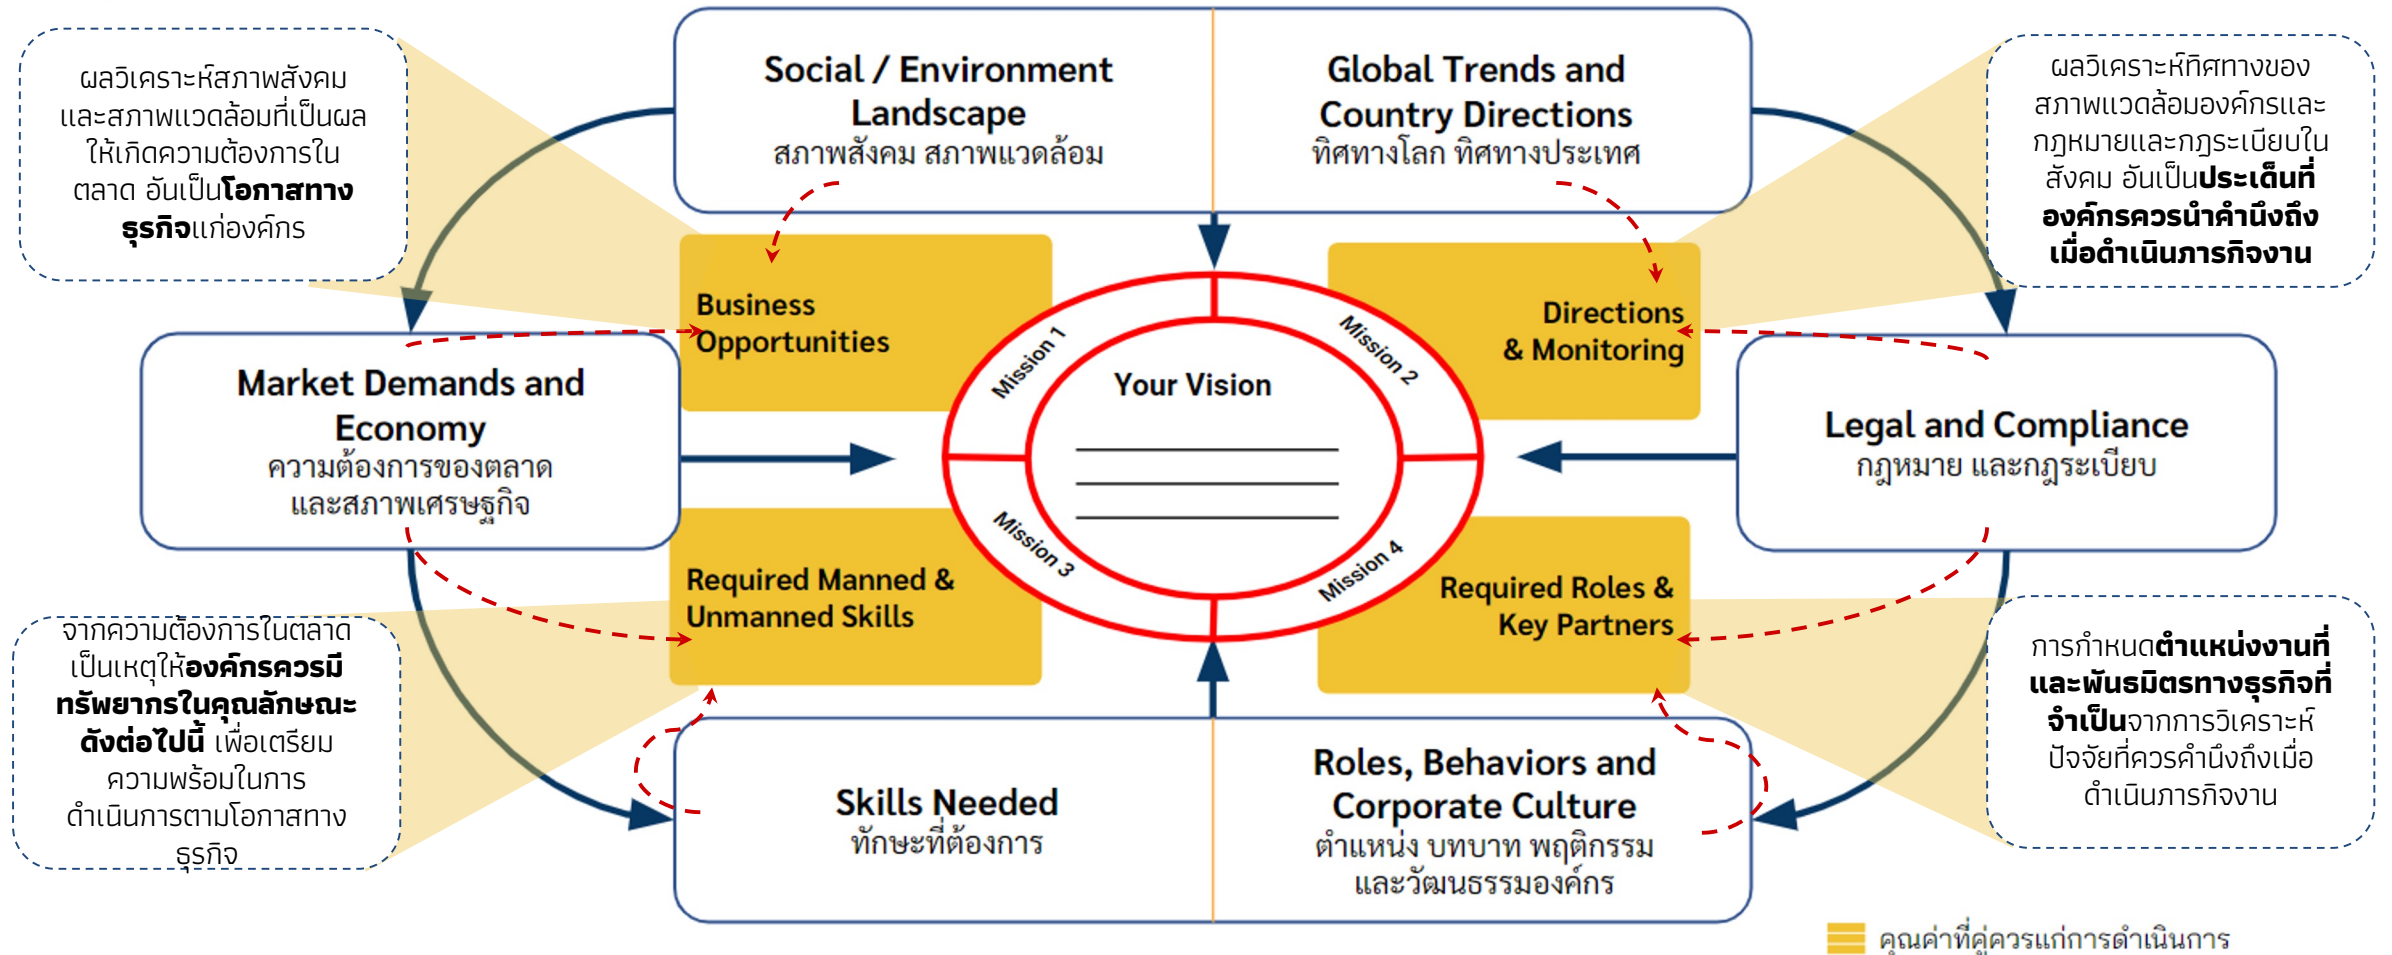 Social / Environment
Landscape
สภาพสังคม สภาพแวดล้อม
Global Trends and
Country Directions
ทิศทางโลก ทิศทางประเทศ
ผลวิเคราะห์สภาพสังคม
และสภาพแวดล้อมที่เป็นผล
ให้เกิดความต้องการใน
ตลาด อันเป็นโอกาสทาง
ธุรกิจแก่องค์กร
ผลวิเคราะห์ทิศทางของ
สภาพแวดล้อมองค์กรและ
กฎหมายและกฎระเบียบใน
สังคม อันเป็นประเด็นที่
องค์กรควรนำคำนึงถึง
เมื่อดำเนินภารกิจงาน
Business
Opportunities
Directions
& Monitoring
Mission 1
Mission 2
Your Vision
Market Demands and
Economy
ความต้องการของตลาด
และสภาพเศรษฐกิจ
Legal and Compliance
กฎหมาย และกฎระเบียบ
Mission 3
Mission 4
Required Manned &
Unmanned Skills
Required Roles &
Key Partners
จากความต้องการในตลาด
เป็นเหตุให้องค์กรควรมี
ทรัพยากรในคุณลักษณะ
ดังต่อไปนี้ เพื่อเตรียม
ความพร้อมในการ
ดำเนินการตามโอกาสทาง
ธุรกิจ
การกำหนดตำแหน่งงานที่
และพันธมิตรทางธุรกิจที่
จำเป็นจากการวิเคราะห์
ปัจจัยที่ควรคำนึงถึงเมื่อ
ดำเนินภารกิจงาน
Skills Needed
ทักษะที่ต้องการ
Roles, Behaviors and
Corporate Culture
ตำแหน่ง บทบาท พฤติกรรม
และวัฒนธรรมองค์กร
คุณค่าที่คู่ควรแก่การดำเนินการ